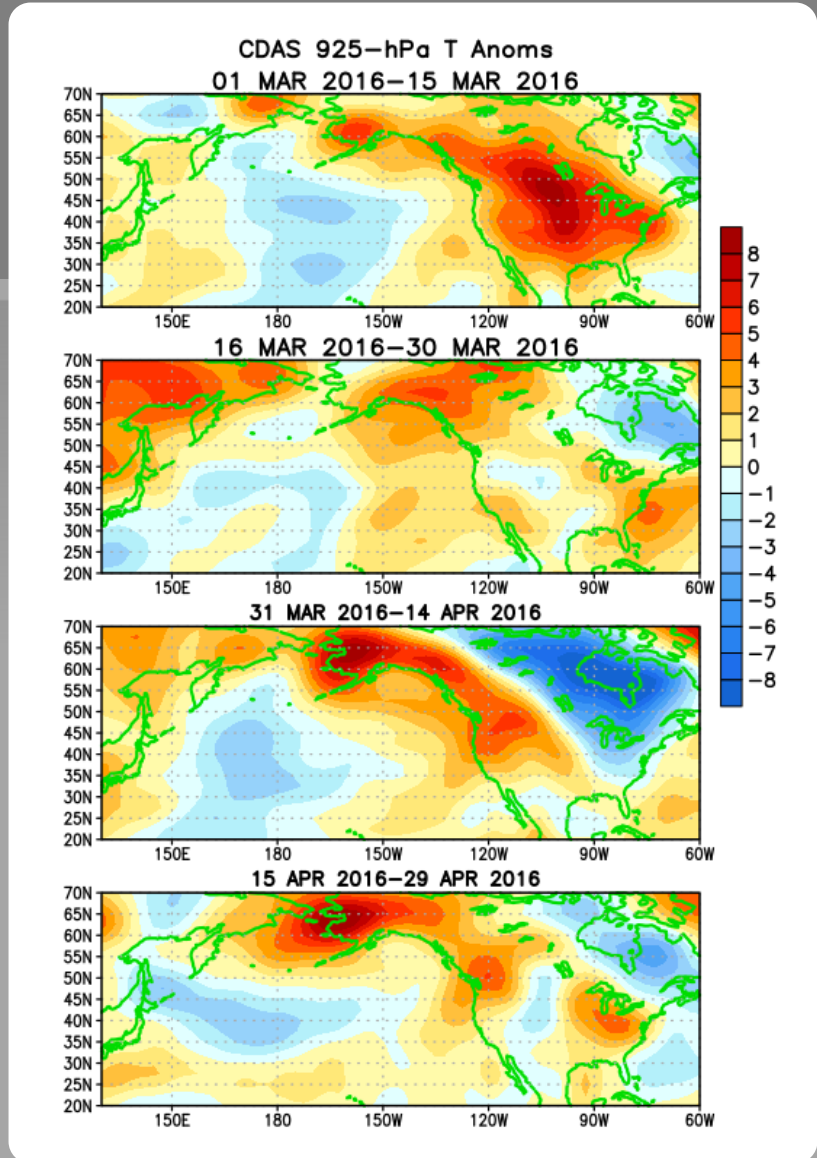 CDAS 925-hPa T Anoms
01 MAR 2016-15 MAR 2016
70N
65N
60N
55N
50N
45N
40N
35N
30N
25N
20N
150E 180 150W 120W 90W 60W
16 MAR 2016-30 MAR 2016
70N
65N
60N
55N
50N
45N
40N
35N
30N
25N
20N
150E 180 150W 120W 90W 60W
31 MAR 2016-14 APR 2016
70N
65N
60N
55N
50N
45N
40N
35N
30N
25N
20N
150E 180 150W 120W 90W 60W
15 APR 2016-29 APR 2016
70N
65N
60N
55N
50N
45N
40N
35N
30N
25N
20N
150E 180 150W 120W 90W 60W
8
7
6
5
4
3
2
1
0
-1
-2
-3
-4
-5
-6
-7
-8